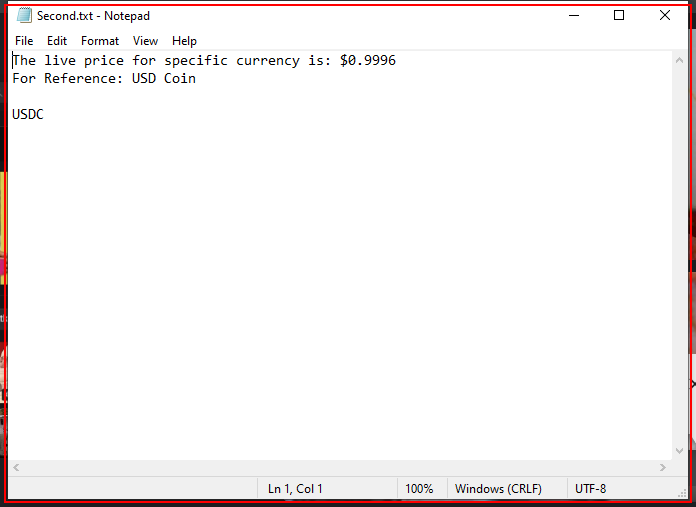 Second.txt - Notepad
File Edit Format View Help
The live price for specific currency is: $0.9996
For Reference: USD Coin
USDC
Ln 1, Col 1 100% Windows (CRLF) UTF-8